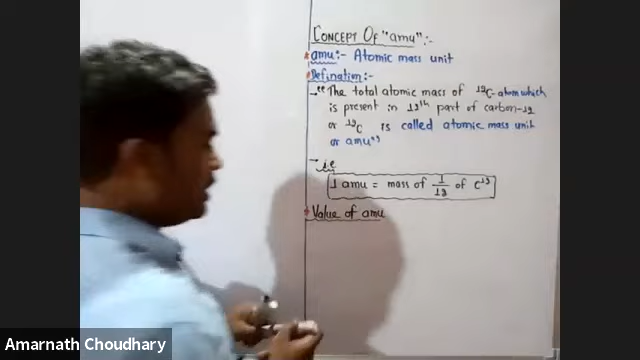 CONCEPT OF "amu":-
amu:- Atomic mass unit
Defination:-
→ "The total atomic mass of 12C-atom which
is present in 12th part of carbon-12
or 12C is called atomic mass unit
or amu"
→ i.e
1 amu = mass of 1/12 of C12
Value of amu
Amarnath Choudhary